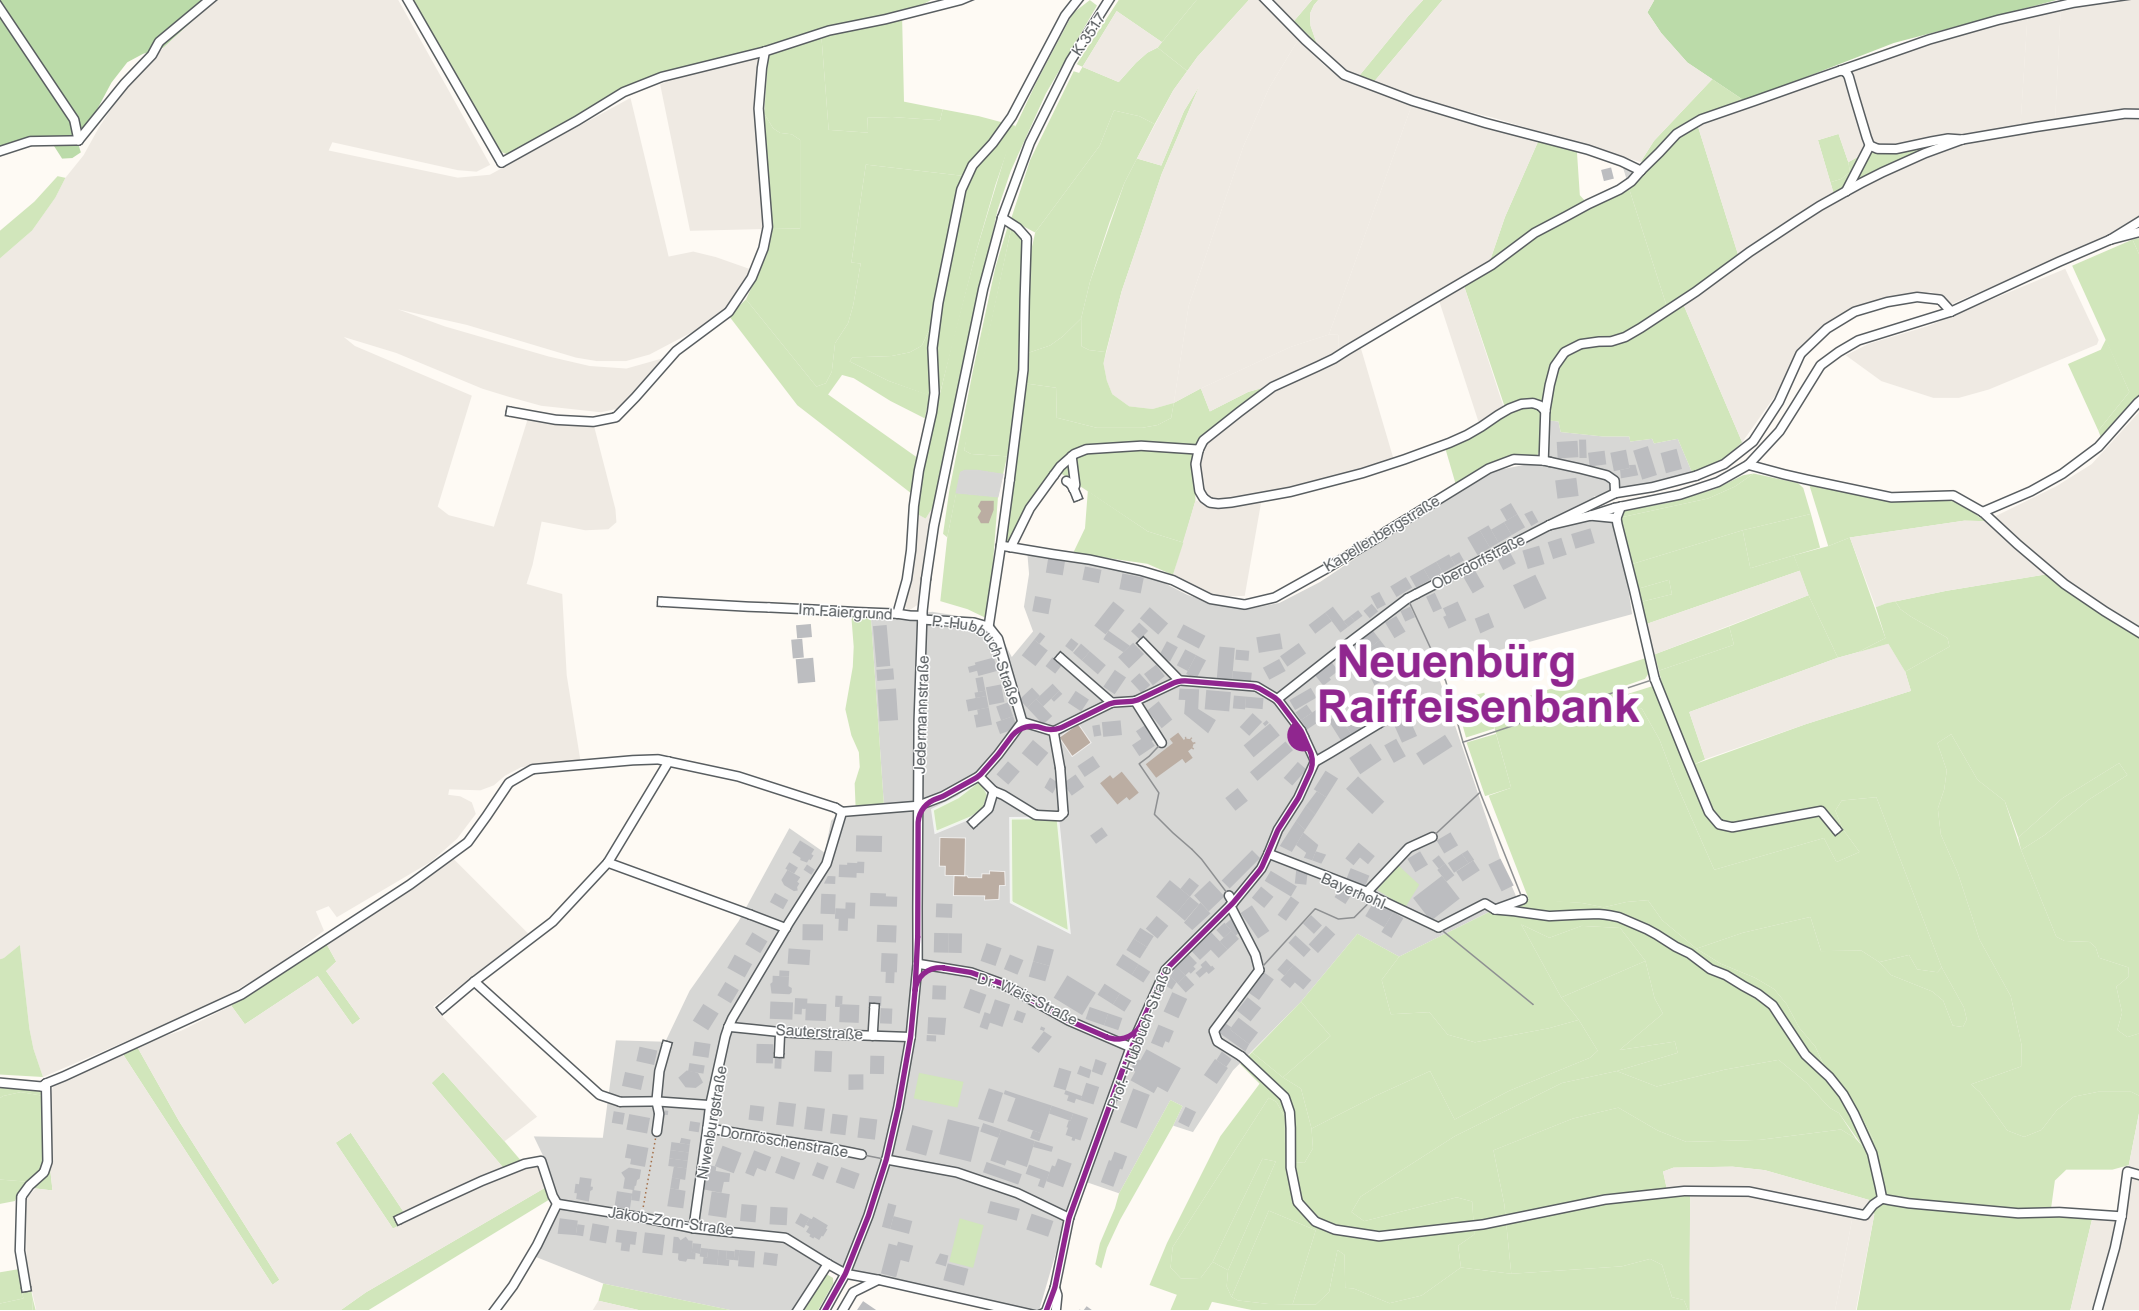 K 3517
Kapellenbergstraße
Oberdorfstraße
Im Faiergrund
P.-Hubbuch-Straße
Jedermannstraße
Neuenbürg
Raiffeisenbank
Bayerhohl
Dr.-Weis-Straße
Prof.-Hubbuch-Straße
Sauterstraße
Niwenburgstraße
Dornröschenstraße
Jakob-Zorn-Straße